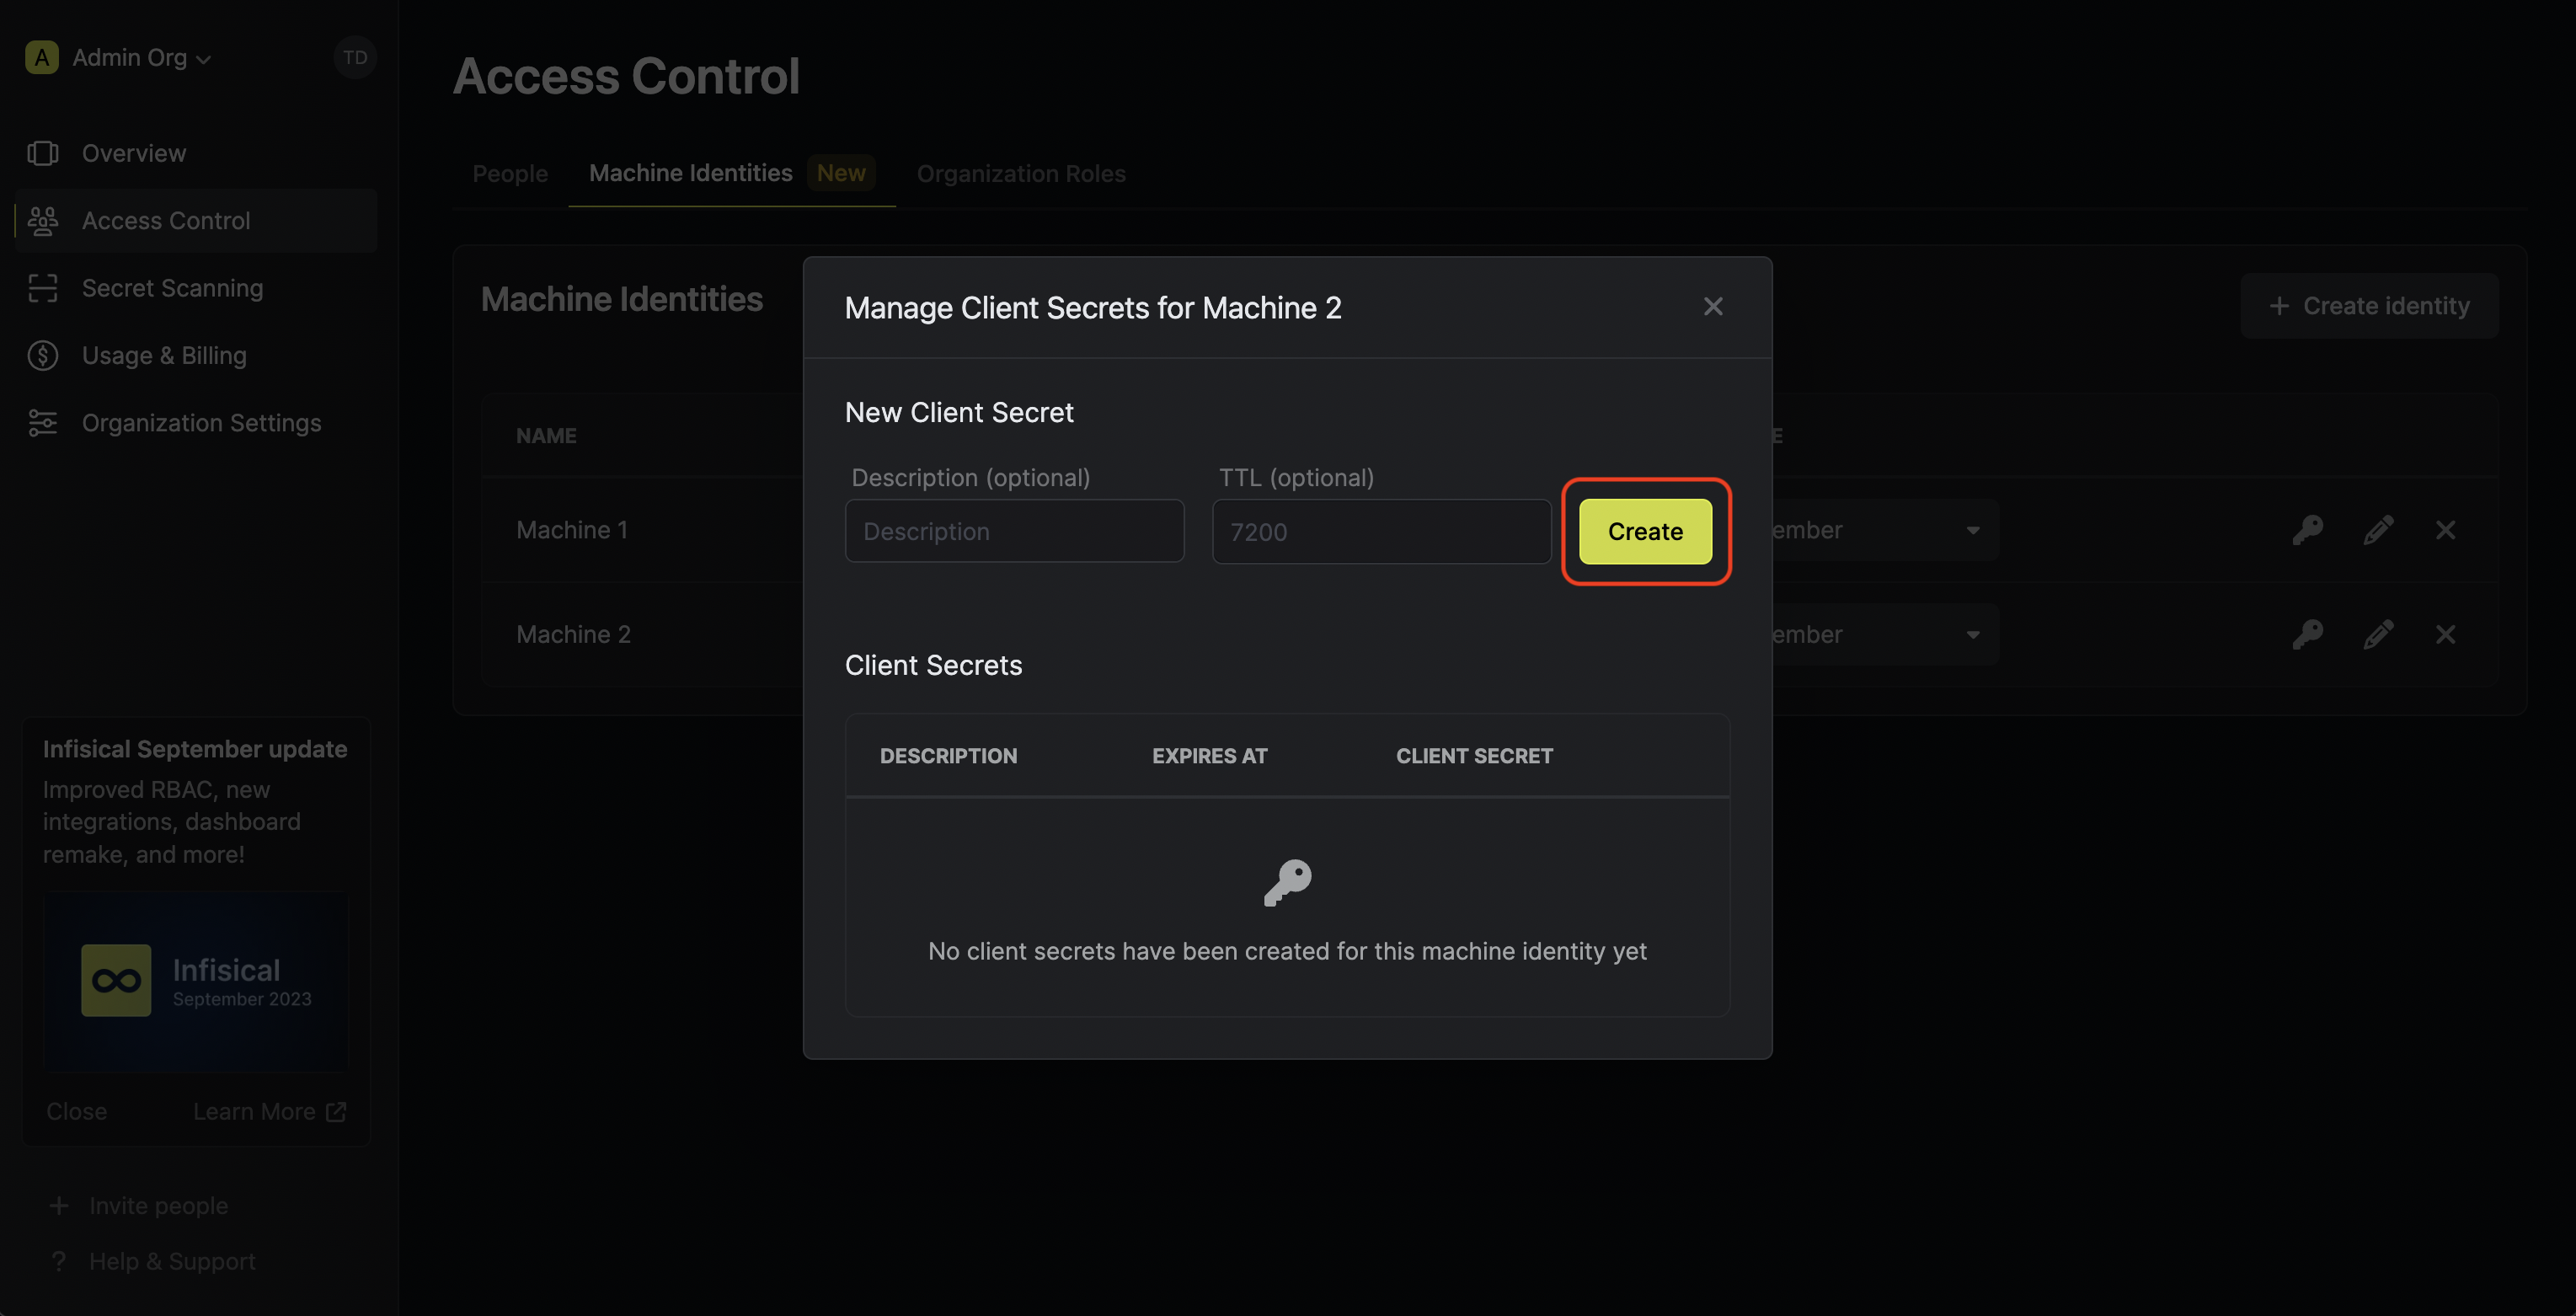 A Admin Org
TD
Overview
Access Control
Secret Scanning
Usage & Billing
Organization Settings
Infisical September update
Improved RBAC, new
integrations, dashboard
remake, and more!
Infisical
September 2023
Close
Learn More
+ Invite people
? Help & Support
Access Control
People
Machine Identities New
Organization Roles
Machine Identities
+ Create identity
NAME
E
Machine 1
ember
Machine 2
ember
Manage Client Secrets for Machine 2
New Client Secret
Description (optional)
TTL (optional)
Description
7200
Create
Client Secrets
DESCRIPTION
EXPIRES AT
CLIENT SECRET
No client secrets have been created for this machine identity yet